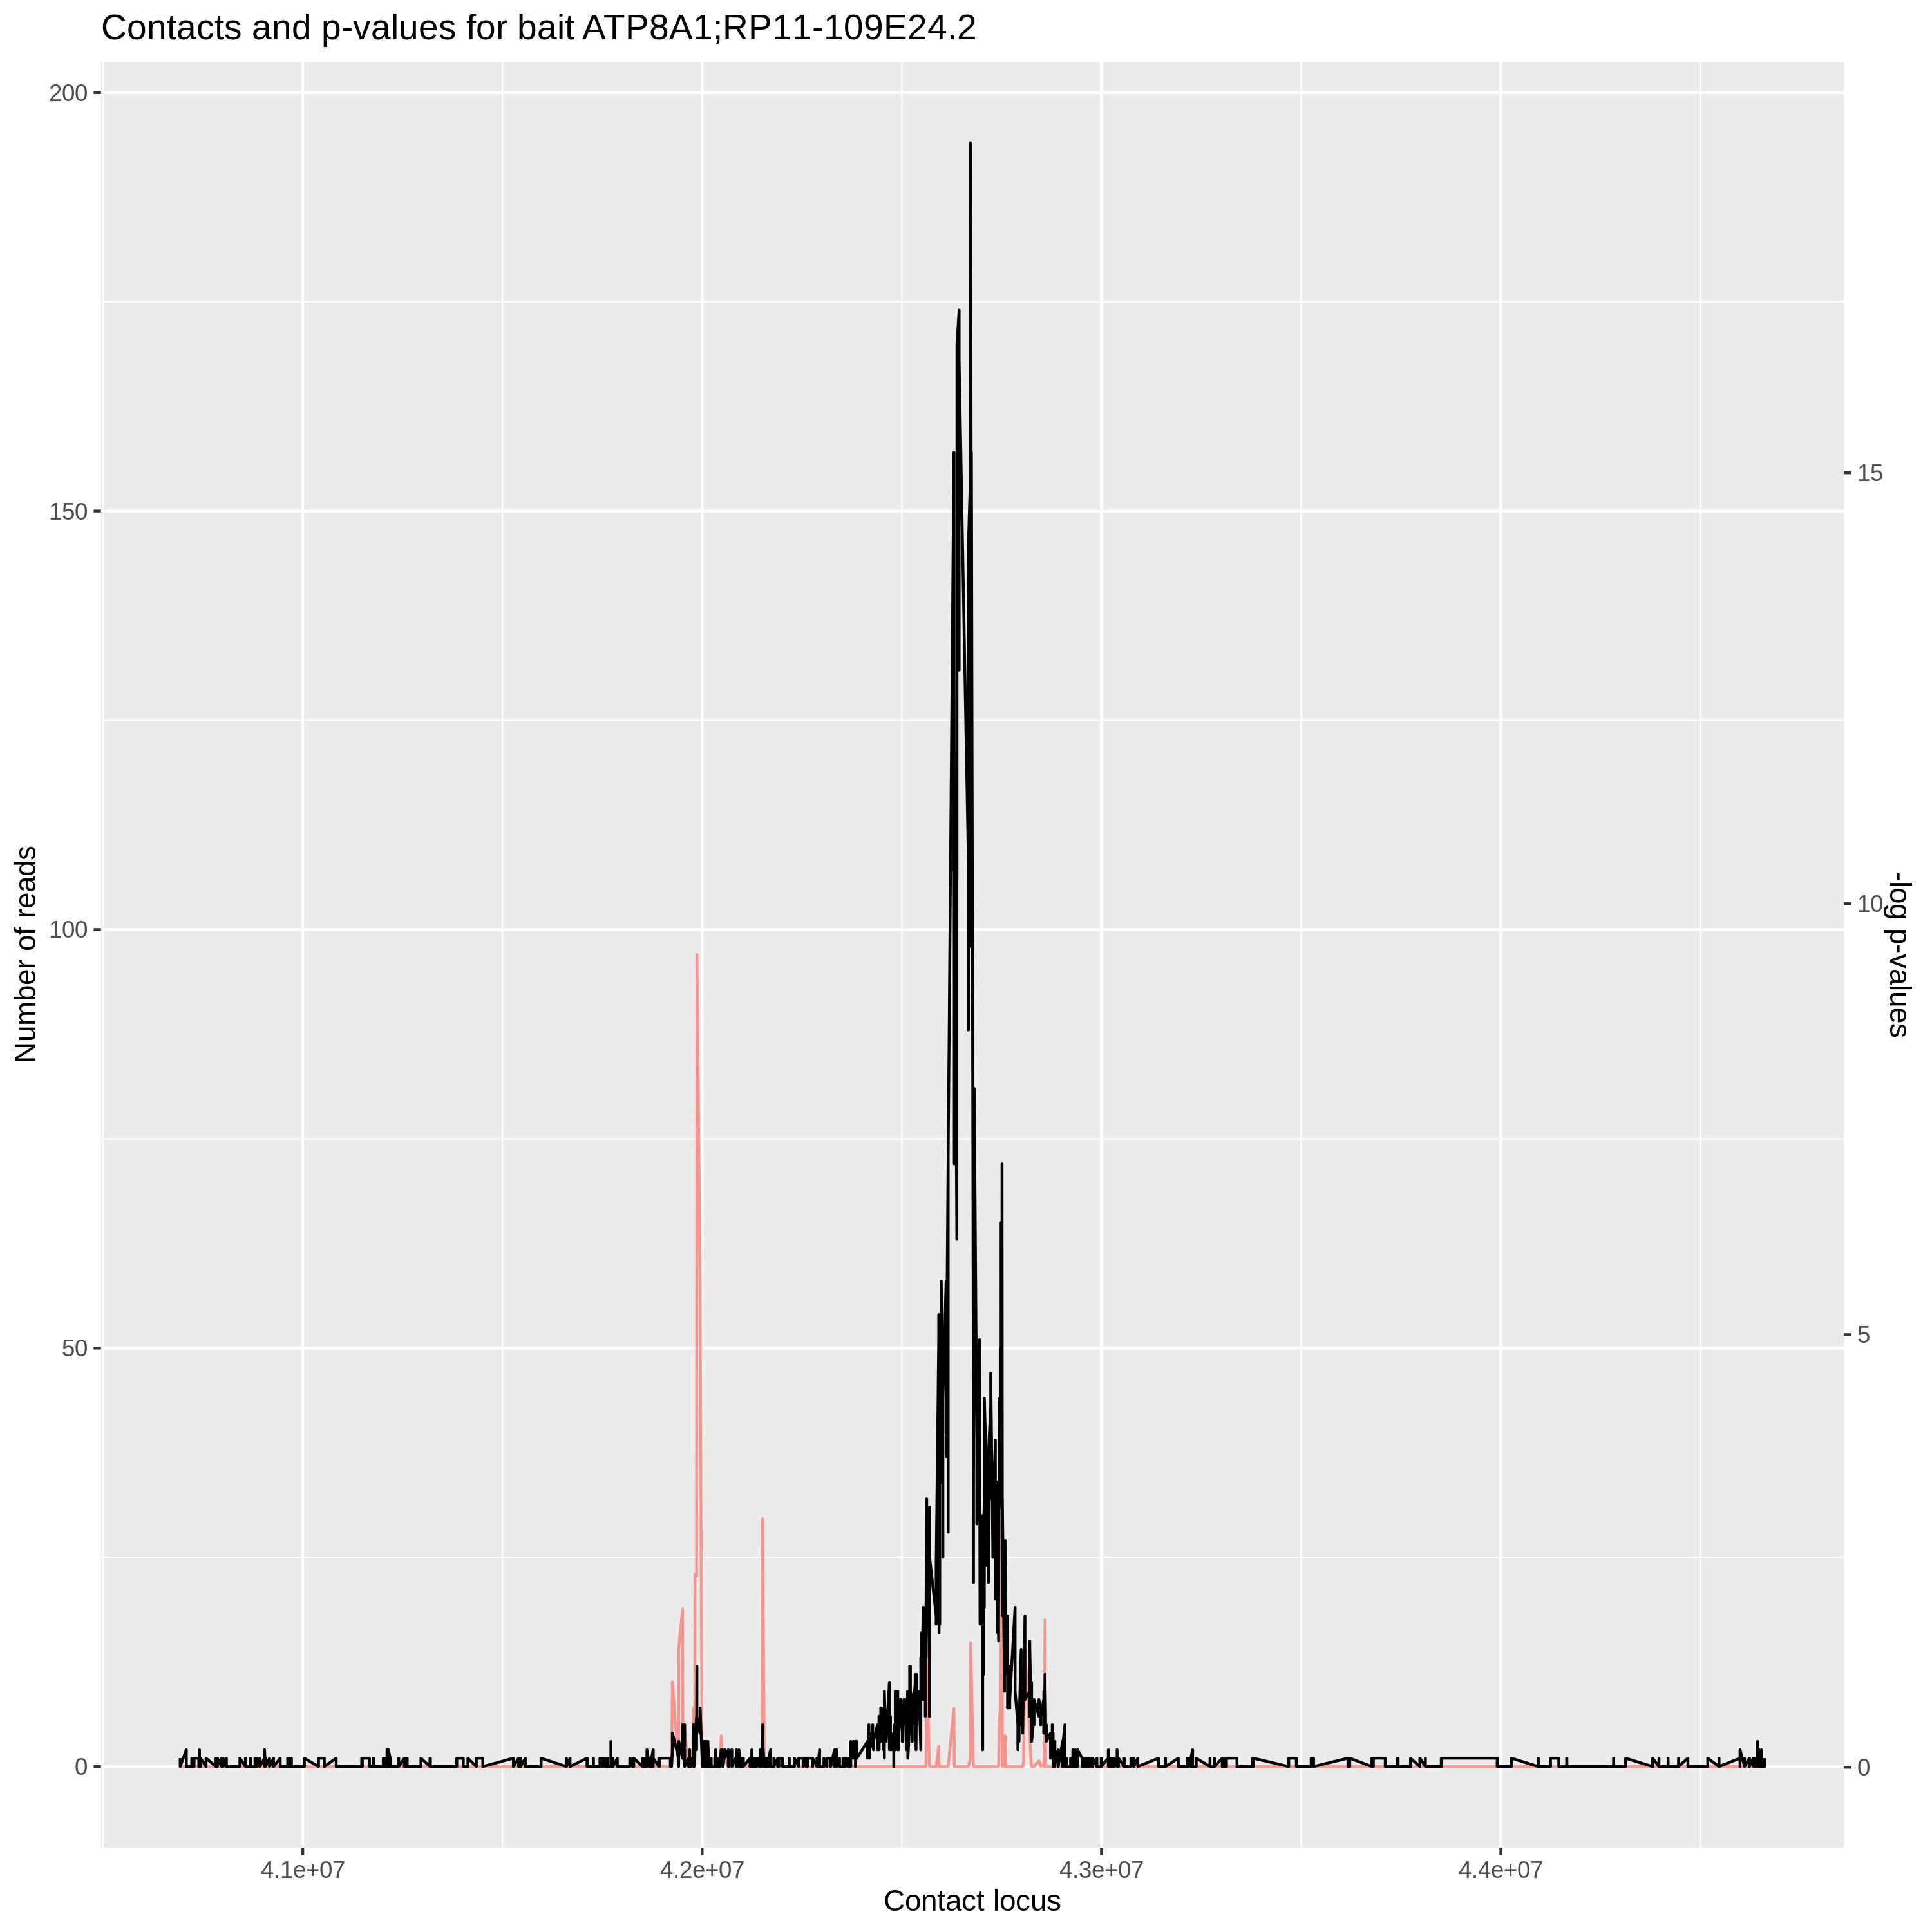 Contacts and p-values for bait ATP8A1;RP11-109E24.2
200
150
100
50
0
Number of reads
15
10
5
0
-log p-values
4.1e+07
4.2e+07
4.3e+07
4.4e+07
Contact locus